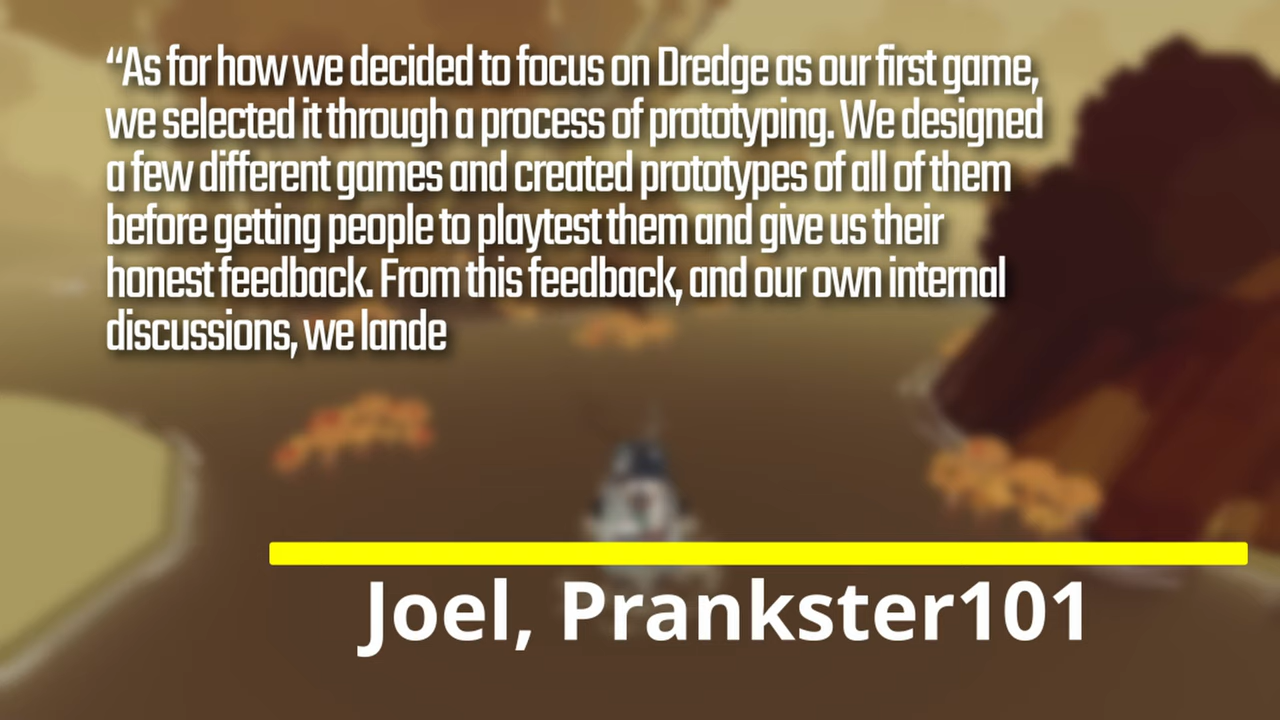 “As for how we decided to focus on Dredge as our first game,
we selected it through a process of prototyping. We designed
a few different games and created prototypes of all of them
before getting people to playtest them and give us their
honest feedback. From this feedback, and our own internal
discussions, we lande
Joel, Prankster101